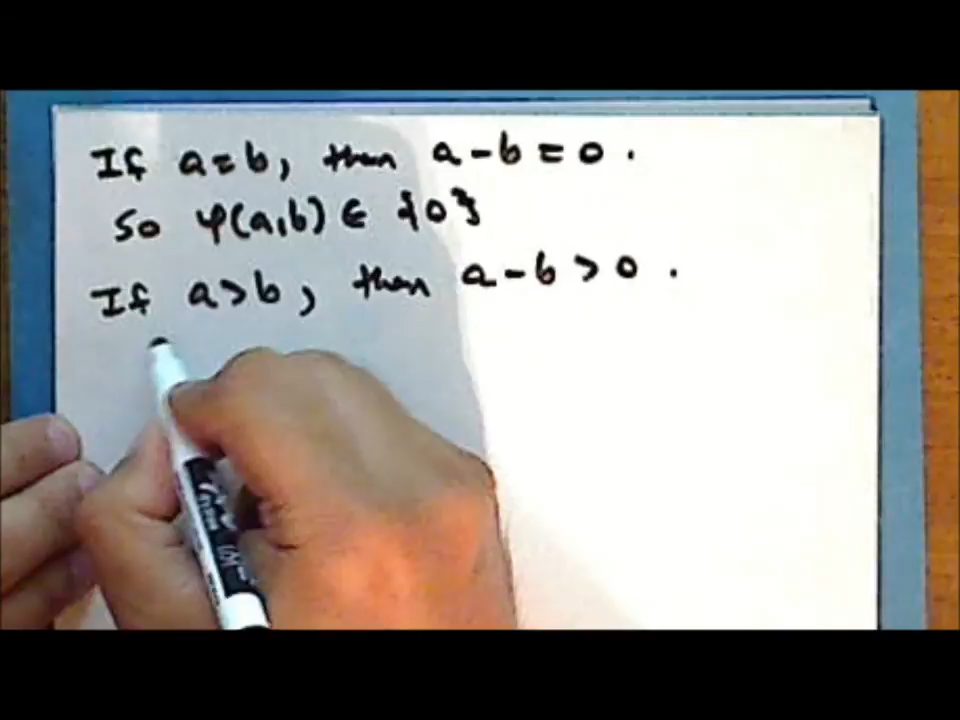 If a=b, then a-b=0.
So φ(a,b) ∈ {0}
If a>b, then a-b>0.